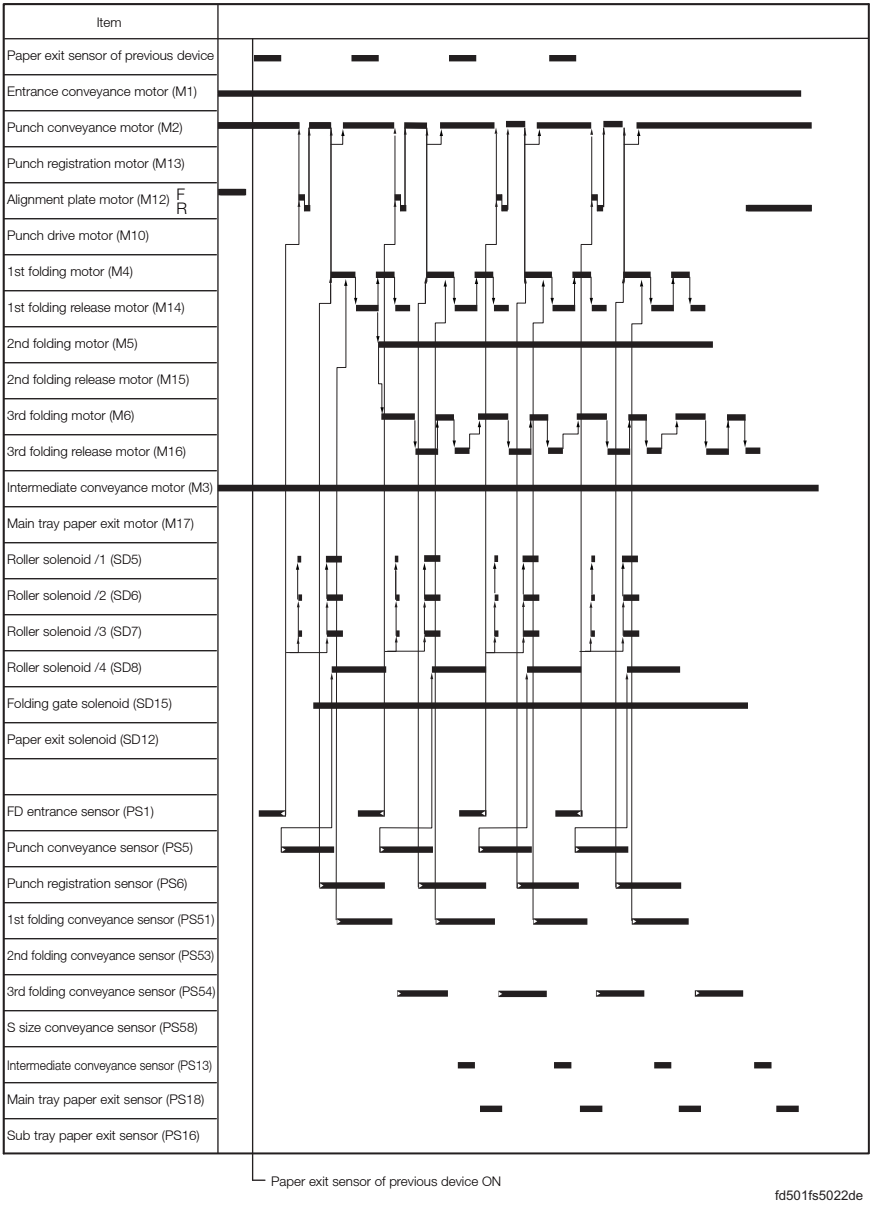 Item
Paper exit sensor of previous device
Entrance conveyance motor (M1)
Punch conveyance motor (M2)
Punch registration motor (M13)
Alignment plate motor (M12) F
R
Punch drive motor (M10)
1st folding motor (M4)
1st folding release motor (M14)
2nd folding motor (M5)
2nd folding release motor (M15)
3rd folding motor (M6)
3rd folding release motor (M16)
Intermediate conveyance motor (M3)
Main tray paper exit motor (M17)
Roller solenoid /1 (SD5)
Roller solenoid /2 (SD6)
Roller solenoid /3 (SD7)
Roller solenoid /4 (SD8)
Folding gate solenoid (SD15)
Paper exit solenoid (SD12)
FD entrance sensor (PS1)
Punch conveyance sensor (PS5)
Punch registration sensor (PS6)
1st folding conveyance sensor (PS51)
2nd folding conveyance sensor (PS53)
3rd folding conveyance sensor (PS54)
S size conveyance sensor (PS58)
Intermediate conveyance sensor (PS13)
Main tray paper exit sensor (PS18)
Sub tray paper exit sensor (PS16)
Paper exit sensor of previous device ON
fd501fs5022de